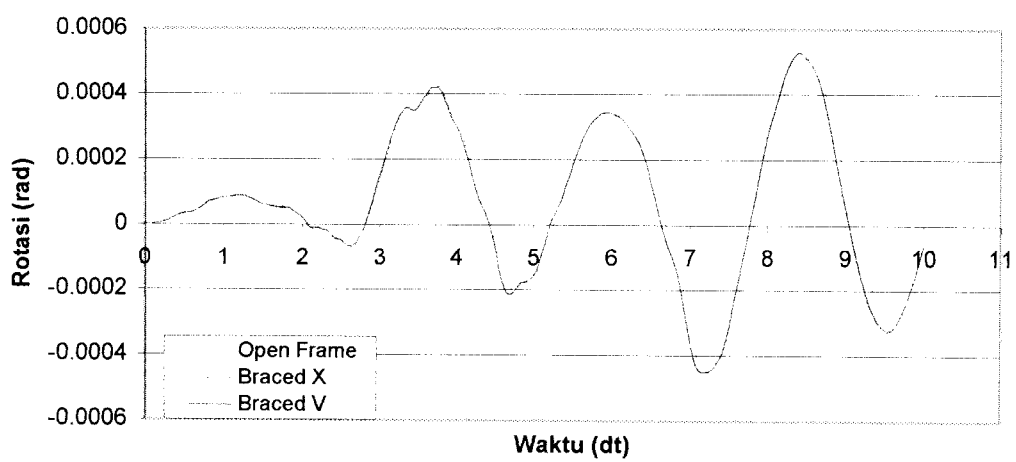 0.0006
0.0004
0.0002
0
-0.0002
-0.0004
-0.0006
Rotasi (rad)
0 1 2 3 4 5 6 7 8 9 10 11
Open Frame
Braced X
Braced V
Waktu (dt)